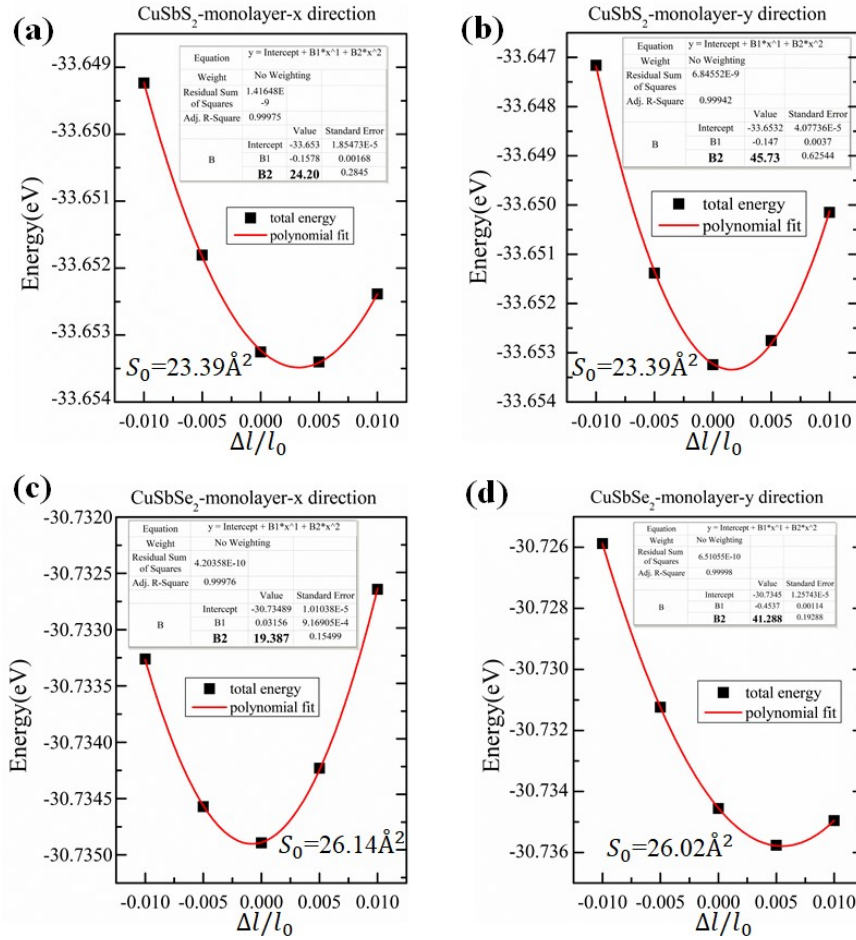 (a)
CuSbS2-monolayer-x direction
Equation y = Intercept + B1*x^1 + B2*x^2
Weight No Weighting
Residual Sum of Squares 1.41648E-9
Adj. R-Square 0.99975
Value Standard Error
B Intercept -33.653 1.85473E-5
B1 -0.1578 0.00168
B2 24.20 0.2845
total energy
polynomial fit
S0=23.39Å2
Energy(eV)
-33.649
-33.650
-33.651
-33.652
-33.653
-33.654
-0.010 -0.005 0.000 0.005 0.010
Δl/l0
(b)
CuSbS2-monolayer-y direction
Equation y = Intercept + B1*x^1 + B2*x^2
Weight No Weighting
Residual Sum of Squares 6.84552E-9
Adj. R-Square 0.99942
Value Standard Error
B Intercept -33.6532 4.07736E-5
B1 -0.147 0.0037
B2 45.73 0.62544
total energy
polynomial fit
S0=23.39Å2
Energy(eV)
-33.647
-33.648
-33.649
-33.650
-33.651
-33.652
-33.653
-33.654
-0.010 -0.005 0.000 0.005 0.010
Δl/l0
(c)
CuSbSe2-monolayer-x direction
Equation y = Intercept + B1*x^1 + B2*x^2
Weight No Weighting
Residual Sum of Squares 4.20358E-10
Adj. R-Square 0.99976
Value Standard Error
B Intercept -30.73489 1.01038E-5
B1 0.03156 9.16905E-4
B2 19.387 0.15499
total energy
polynomial fit
S0=26.14Å2
Energy(eV)
-30.7320
-30.7325
-30.7330
-30.7335
-30.7340
-30.7345
-30.7350
-0.010 -0.005 0.000 0.005 0.010
Δl/l0
(d)
CuSbSe2-monolayer-y direction
Equation y = Intercept + B1*x^1 + B2*x^2
Weight No Weighting
Residual Sum of Squares 6.51055E-10
Adj. R-Square 0.99998
Value Standard Error
B Intercept -30.7345 1.25743E-5
B1 -0.4537 0.00114
B2 41.288 0.19288
total energy
polynomial fit
S0=26.02Å2
Energy(eV)
-30.726
-30.728
-30.730
-30.732
-30.734
-30.736
-0.010 -0.005 0.000 0.005 0.010
Δl/l0